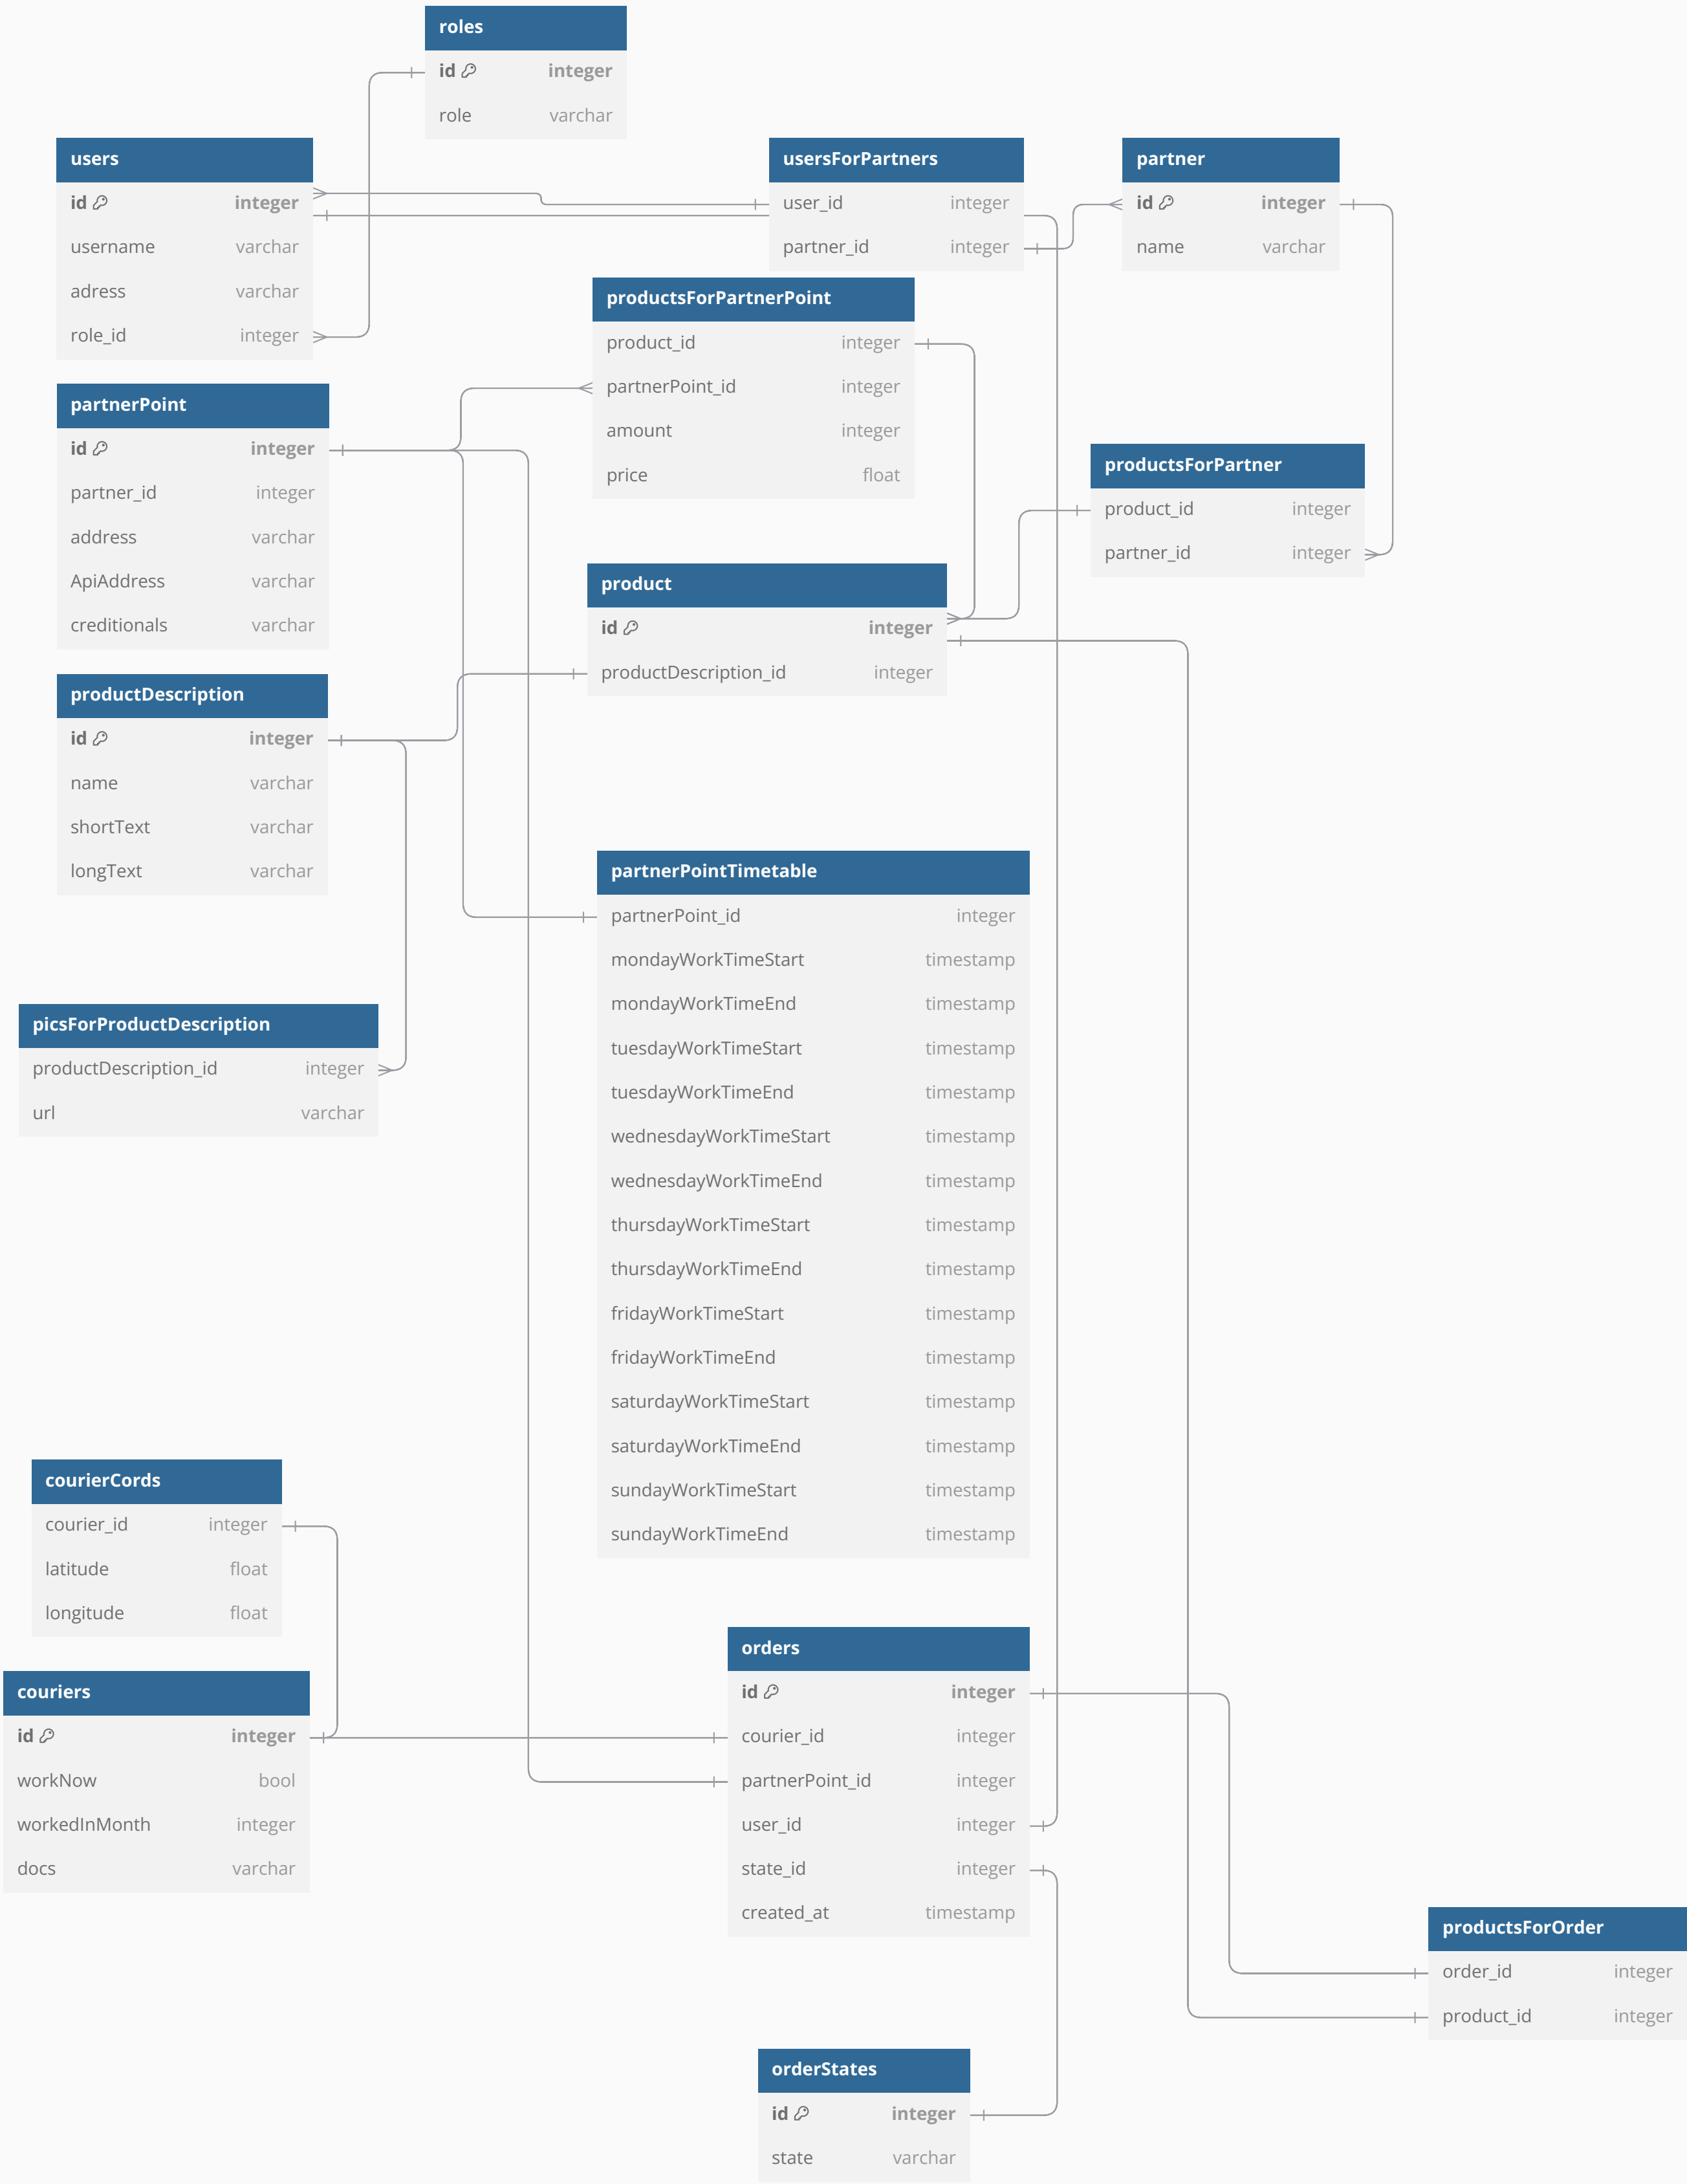 roles
id integer
role varchar
users
id integer
username varchar
adress varchar
role_id integer
usersForPartners
user_id integer
partner_id integer
partner
id integer
name varchar
productsForPartnerPoint
product_id integer
partnerPoint_id integer
amount integer
price float
partnerPoint
id integer
partner_id integer
address varchar
ApiAddress varchar
creditionals varchar
productsForPartner
product_id integer
partner_id integer
product
id integer
productDescription_id integer
productDescription
id integer
name varchar
shortText varchar
longText varchar
partnerPointTimetable
partnerPoint_id integer
mondayWorkTimeStart timestamp
mondayWorkTimeEnd timestamp
tuesdayWorkTimeStart timestamp
tuesdayWorkTimeEnd timestamp
wednesdayWorkTimeStart timestamp
wednesdayWorkTimeEnd timestamp
thursdayWorkTimeStart timestamp
thursdayWorkTimeEnd timestamp
fridayWorkTimeStart timestamp
fridayWorkTimeEnd timestamp
saturdayWorkTimeStart timestamp
saturdayWorkTimeEnd timestamp
sundayWorkTimeStart timestamp
sundayWorkTimeEnd timestamp
picsForProductDescription
productDescription_id integer
url varchar
courierCords
courier_id integer
latitude float
longitude float
couriers
id integer
workNow bool
workedInMonth integer
docs varchar
orders
id integer
courier_id integer
partnerPoint_id integer
user_id integer
state_id integer
created_at timestamp
productsForOrder
order_id integer
product_id integer
orderStates
id integer
state varchar